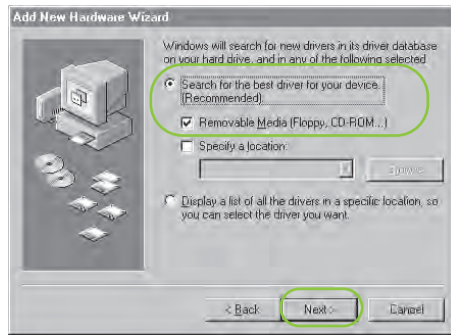 Add New Hardware Wizard
Windows will search for new drivers in its driver database
on your hard drive, and in any of the following selected
Search for the best driver for your device.
(Recommended).
Removable Media (Floppy, CD-ROM...)
Specify a location:
Browse...
Display a list of all the drivers in a specific location, so
you can select the driver you want.
< Back
Next >
Cancel